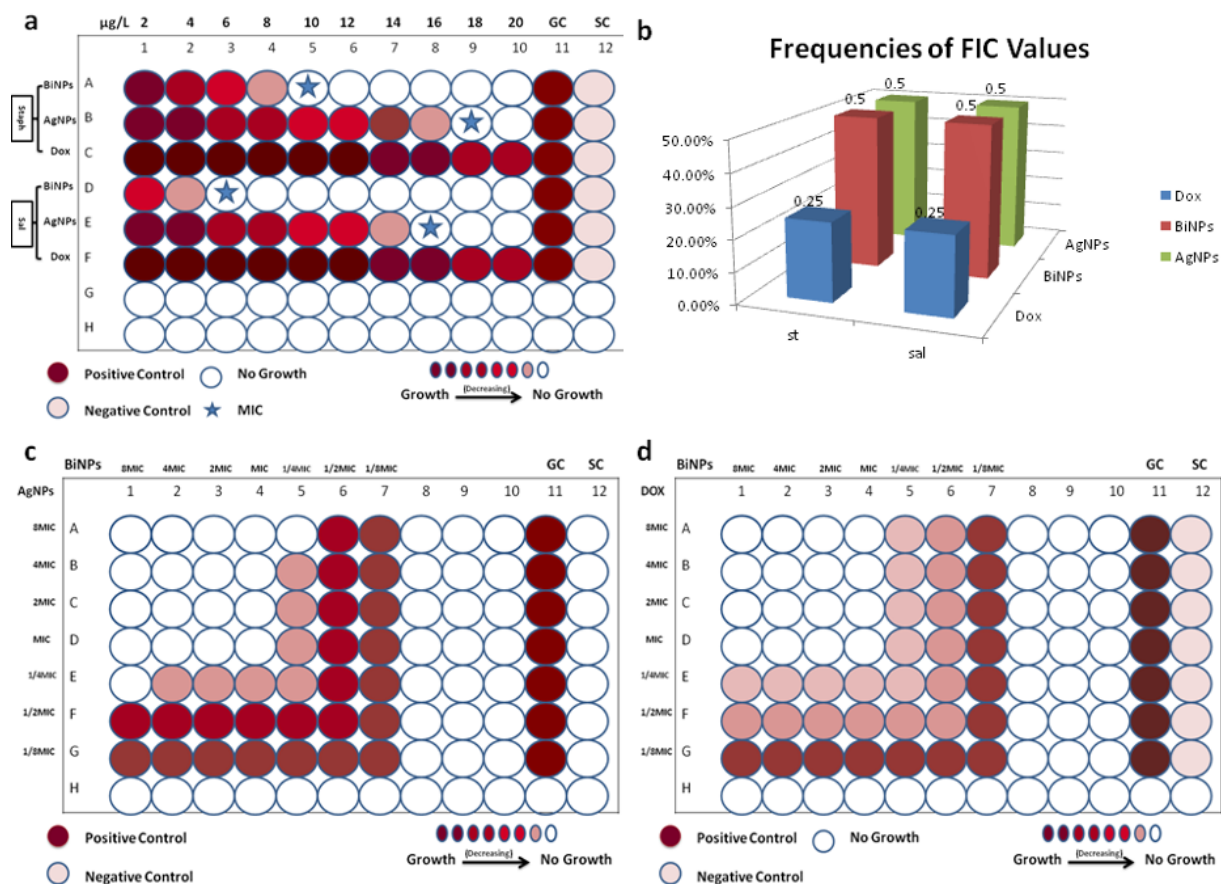 a
μg/L 2 4 6 8 10 12 14 16 18 20 GC SC
1 2 3 4 5 6 7 8 9 10 11 12
Staph
BiNPs A
AgNPs B
Dox C
Sal
BiNPs D
AgNPs E
Dox F
G
H
Positive Control
No Growth
Negative Control
MIC
(Decreasing)
Growth No Growth
b
Frequencies of FIC Values
50.00%
40.00%
30.00%
20.00%
10.00%
0.00%
0.5 0.5
0.5 0.5
0.25 0.25
st sal
AgNPs
BiNPs
Dox
Dox
BiNPs
AgNPs
c
BiNPs 8MIC 4MIC 2MIC MIC 1/4MIC 1/2MIC 1/8MIC GC SC
AgNPs 1 2 3 4 5 6 7 8 9 10 11 12
8MIC A
4MIC B
2MIC C
MIC D
1/4MIC E
1/2MIC F
1/8MIC G
H
Positive Control
Negative Control
(Decreasing)
Growth No Growth
d
BiNPs 8MIC 4MIC 2MIC MIC 1/4MIC 1/2MIC 1/8MIC GC SC
DOX 1 2 3 4 5 6 7 8 9 10 11 12
8MIC A
4MIC B
2MIC C
MIC D
1/4MIC E
1/2MIC F
1/8MIC G
H
Positive Control
No Growth
Negative Control
(Decreasing)
Growth No Growth